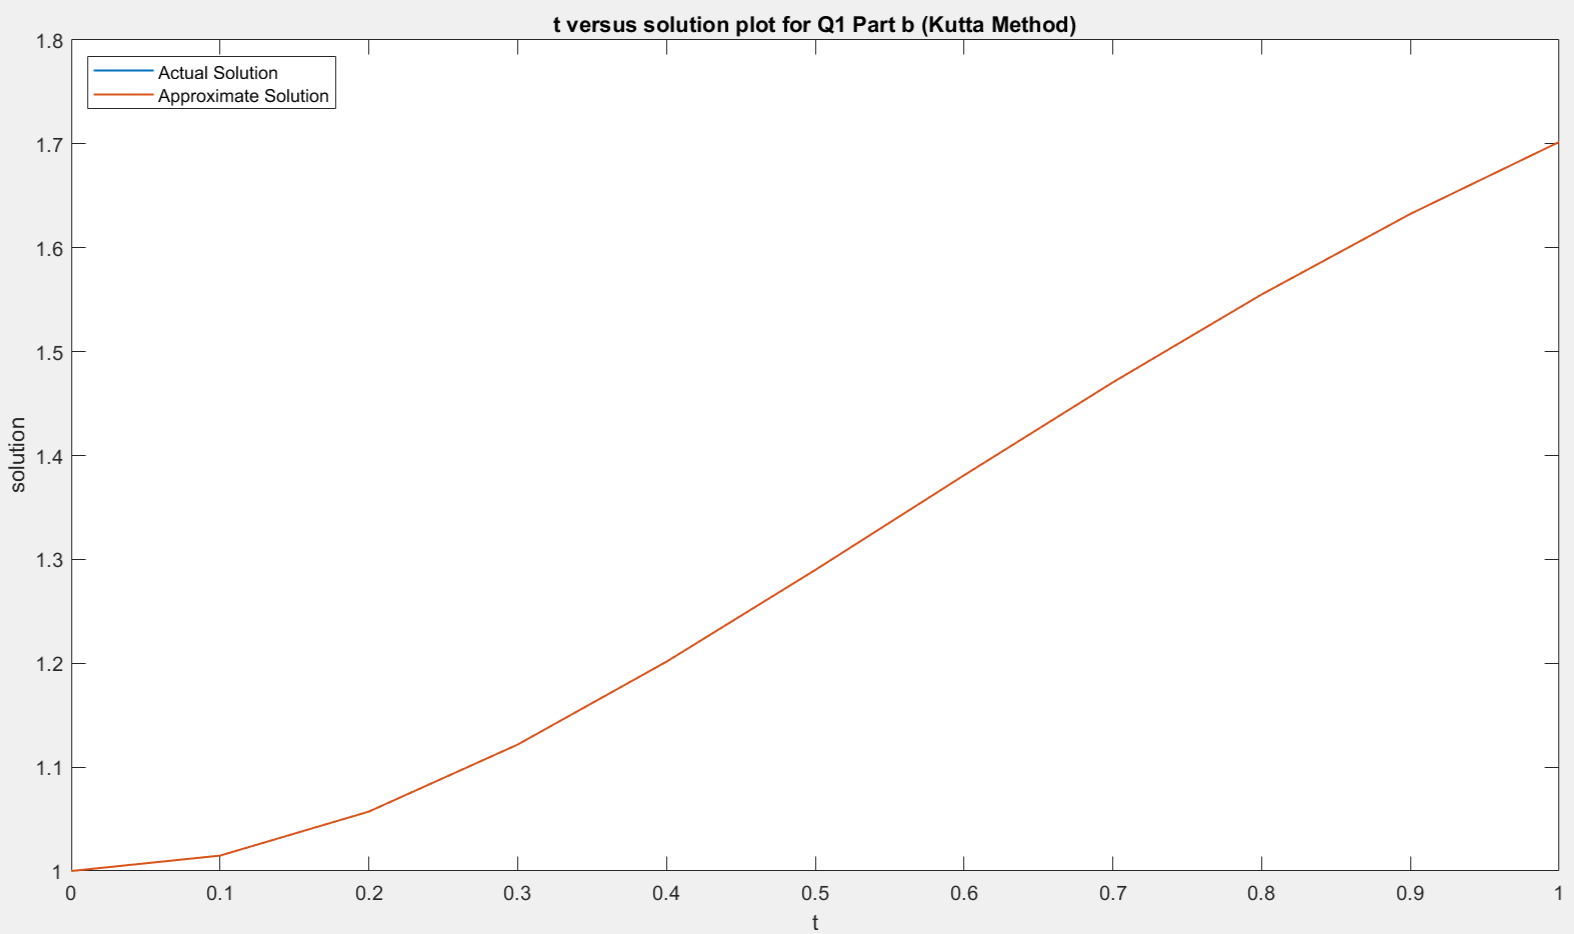 t versus solution plot for Q1 Part b (Kutta Method)
Actual Solution
Approximate Solution
1.8
1.7
1.6
1.5
1.4
1.3
1.2
1.1
1
solution
0 0.1 0.2 0.3 0.4 0.5 0.6 0.7 0.8 0.9 1
t